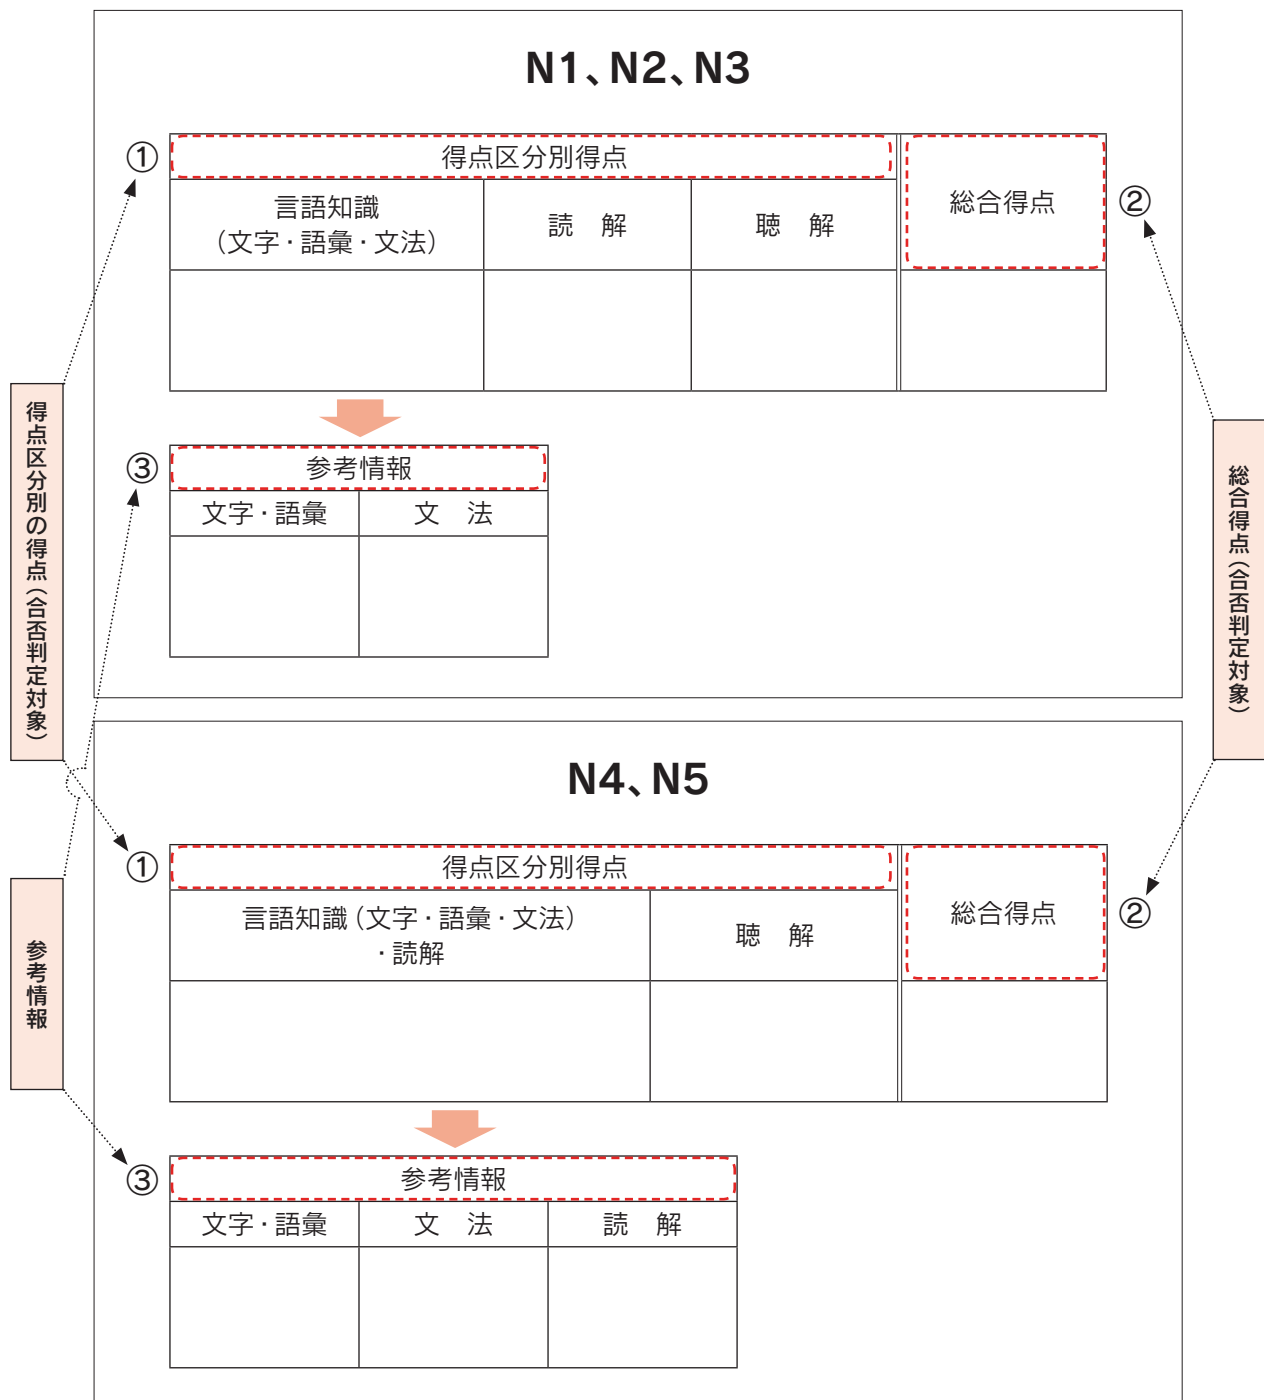 N1、N2、N3
①
得点区分別得点
言語知識
（文字・語彙・文法）
読　解
聴　解
総合得点
②
③
参考情報
文字・語彙
文　法
得点区分別の得点（合否判定対象）
総合得点（合否判定対象）
N4、N5
①
得点区分別得点
言語知識（文字・語彙・文法）
・読解
聴　解
総合得点
②
参考情報
③
参考情報
文字・語彙
文　法
読　解